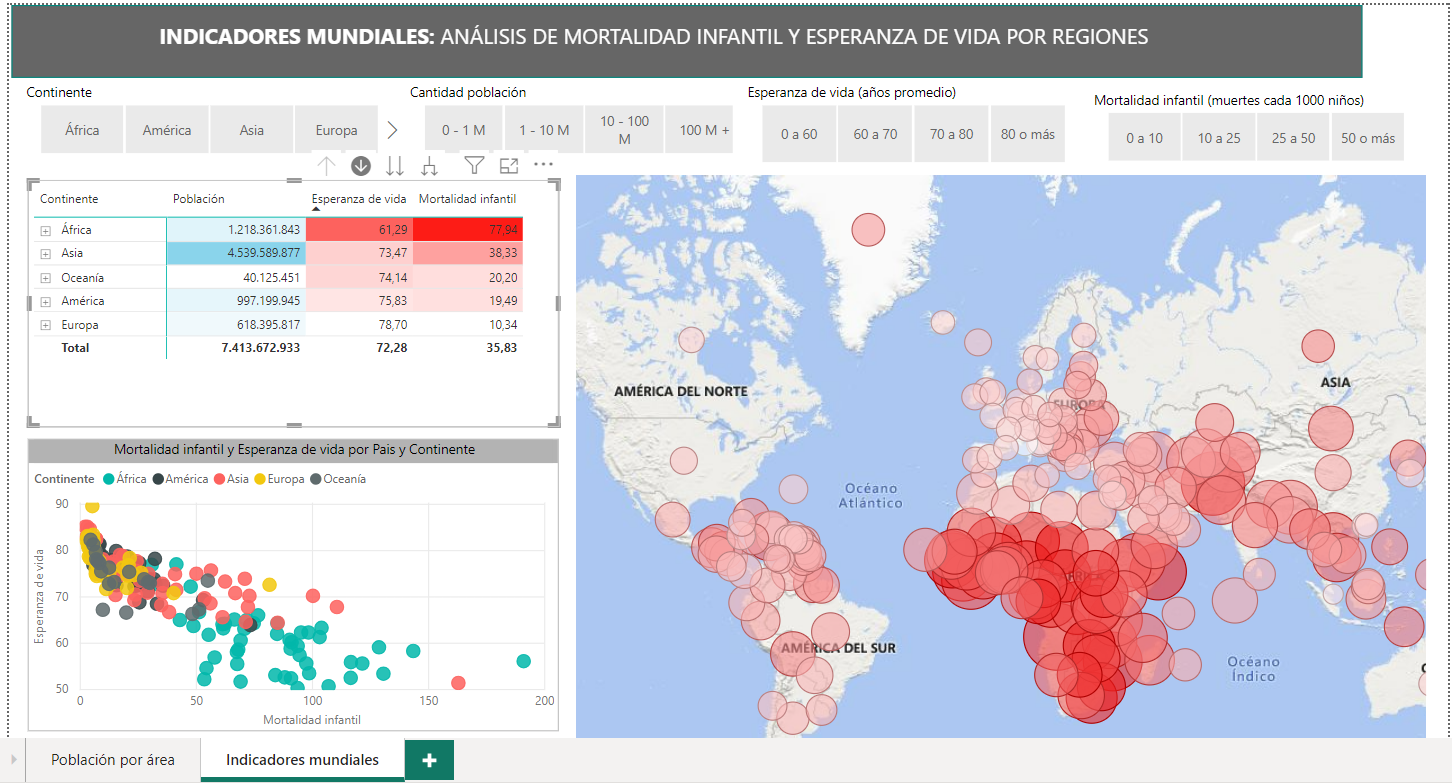 INDICADORES MUNDIALES: ANÁLISIS DE MORTALIDAD INFANTIL Y ESPERANZA DE VIDA POR REGIONES
Continente
África América Asia Europa
Cantidad población
0 - 1 M 1 - 10 M 10 - 100 M 100 M +
Esperanza de vida (años promedio)
0 a 60 60 a 70 70 a 80 80 o más
Mortalidad infantil (muertes cada 1000 niños)
0 a 10 10 a 25 25 a 50 50 o más
Continente Población Esperanza de vida Mortalidad infantil
África 1.218.361.843 61,29 77,94
Asia 4.539.589.877 73,47 38,33
Oceanía 40.125.451 74,14 20,20
América 997.199.945 75,83 19,49
Europa 618.395.817 78,70 10,34
Total 7.413.672.933 72,28 35,83
Mortalidad infantil y Esperanza de vida por Pais y Continente
Continente África América Asia Europa Oceanía
Esperanza de vida
90
80
70
60
50
0 50 100 150 200
Mortalidad infantil
AMÉRICA DEL NORTE
EUROPA
ASIA
Océano
Atlántico
ÁFRICA
AMÉRICA DEL SUR
Océano
Índico
Población por área Indicadores mundiales